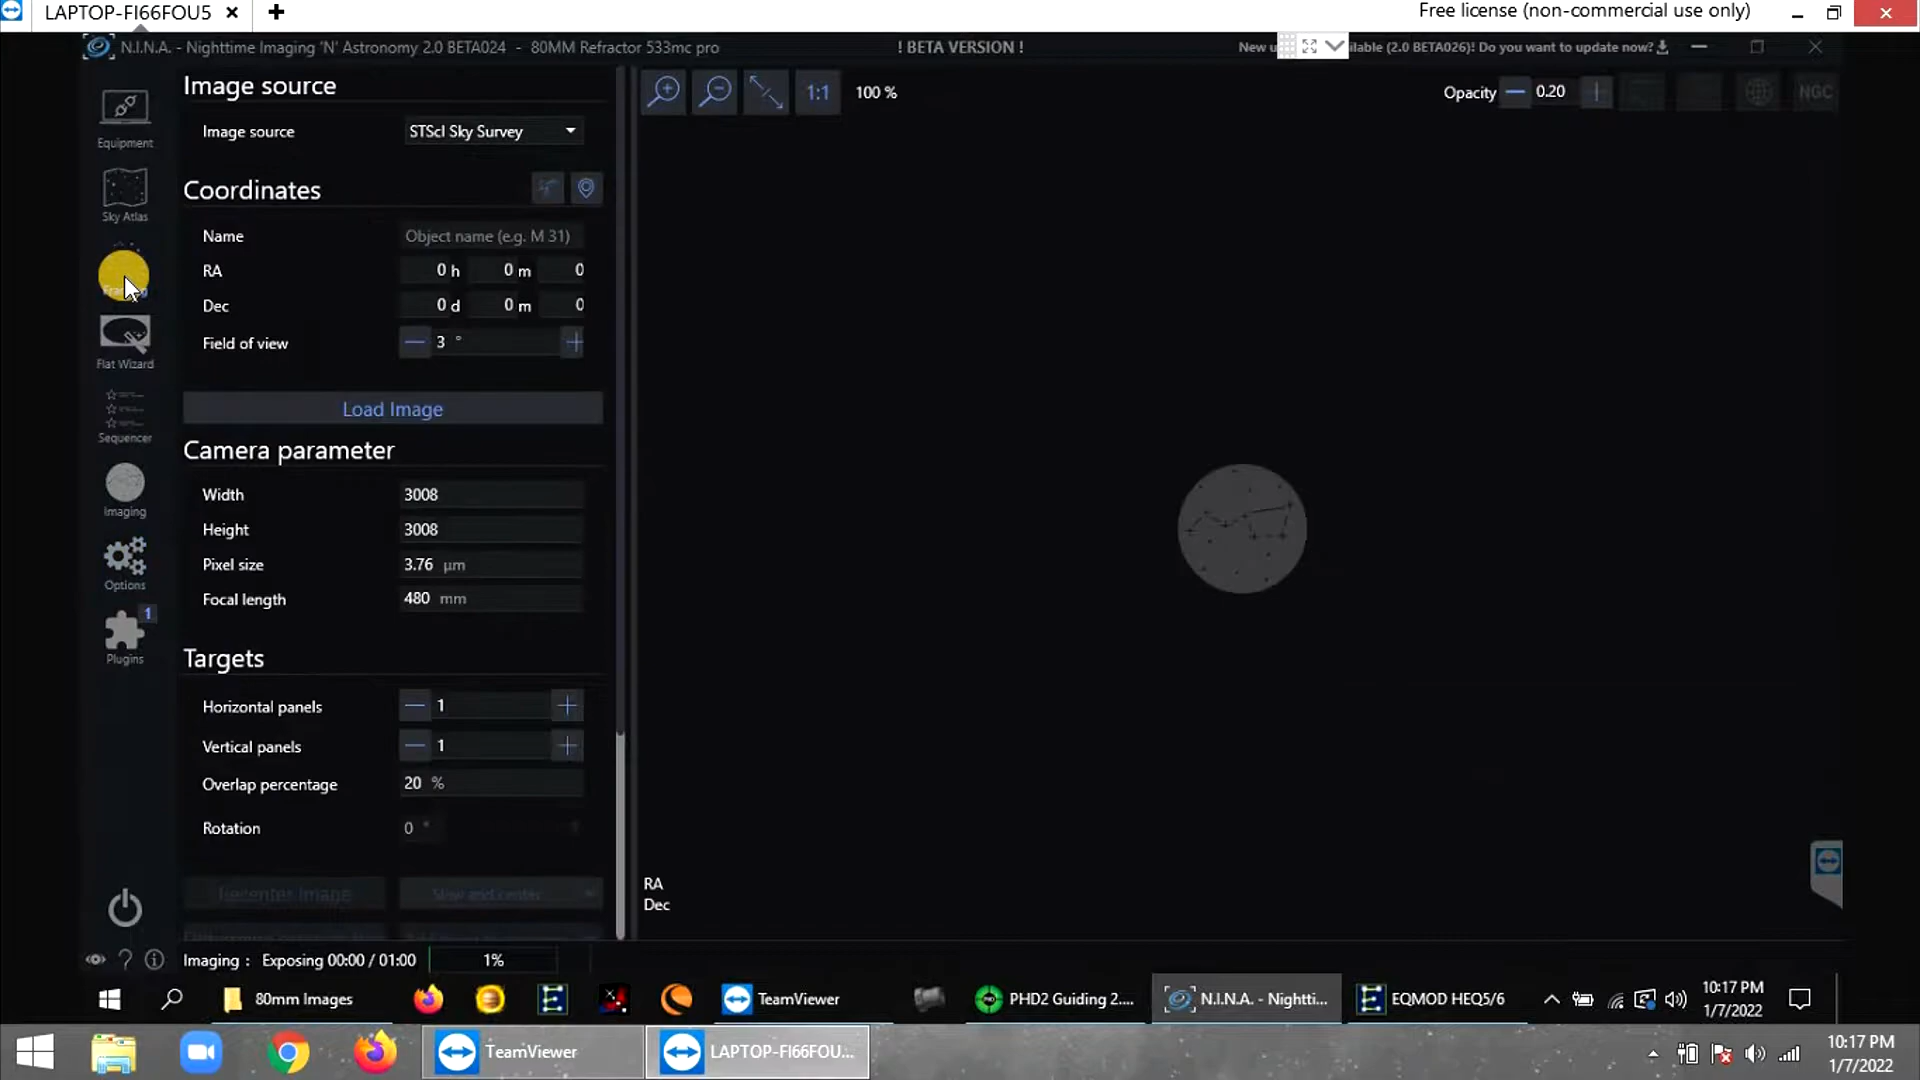 LAPTOP-FI66FOU5 × +
Free license (non-commercial use only)
N.I.N.A. - Nighttime Imaging 'N' Astronomy 2.0 BETA024 - 80MM Refractor 533mc pro
! BETA VERSION !
New ilable (2.0 BETA026)! Do you want to update now?
Image source
Image source STScI Sky Survey
100 %
1:1
Opacity 0.20
NGC
Equipment
Sky Atlas
Flat Wizard
Sequencer
Imaging
Options
1
Plugins
Coordinates
Name Object name (e.g. M 31)
RA 0 h 0 m 0
Dec 0 d 0 m 0
Field of view 3 °
Load Image
Camera parameter
Width 3008
Height 3008
Pixel size 3.76 µm
Focal length 480 mm
Targets
Horizontal panels 1
Vertical panels 1
Overlap percentage 20 %
Rotation 0 °
Recenter Image Slew and center
RA
Dec
Imaging : Exposing 00:00 / 01:00 1%
80mm Images
TeamViewer
PHD2 Guiding 2....
N.I.N.A. - Nightti...
EQMOD HEQ5/6
10:17 PM
1/7/2022
TeamViewer
LAPTOP-FI66FOU...
10:17 PM
1/7/2022